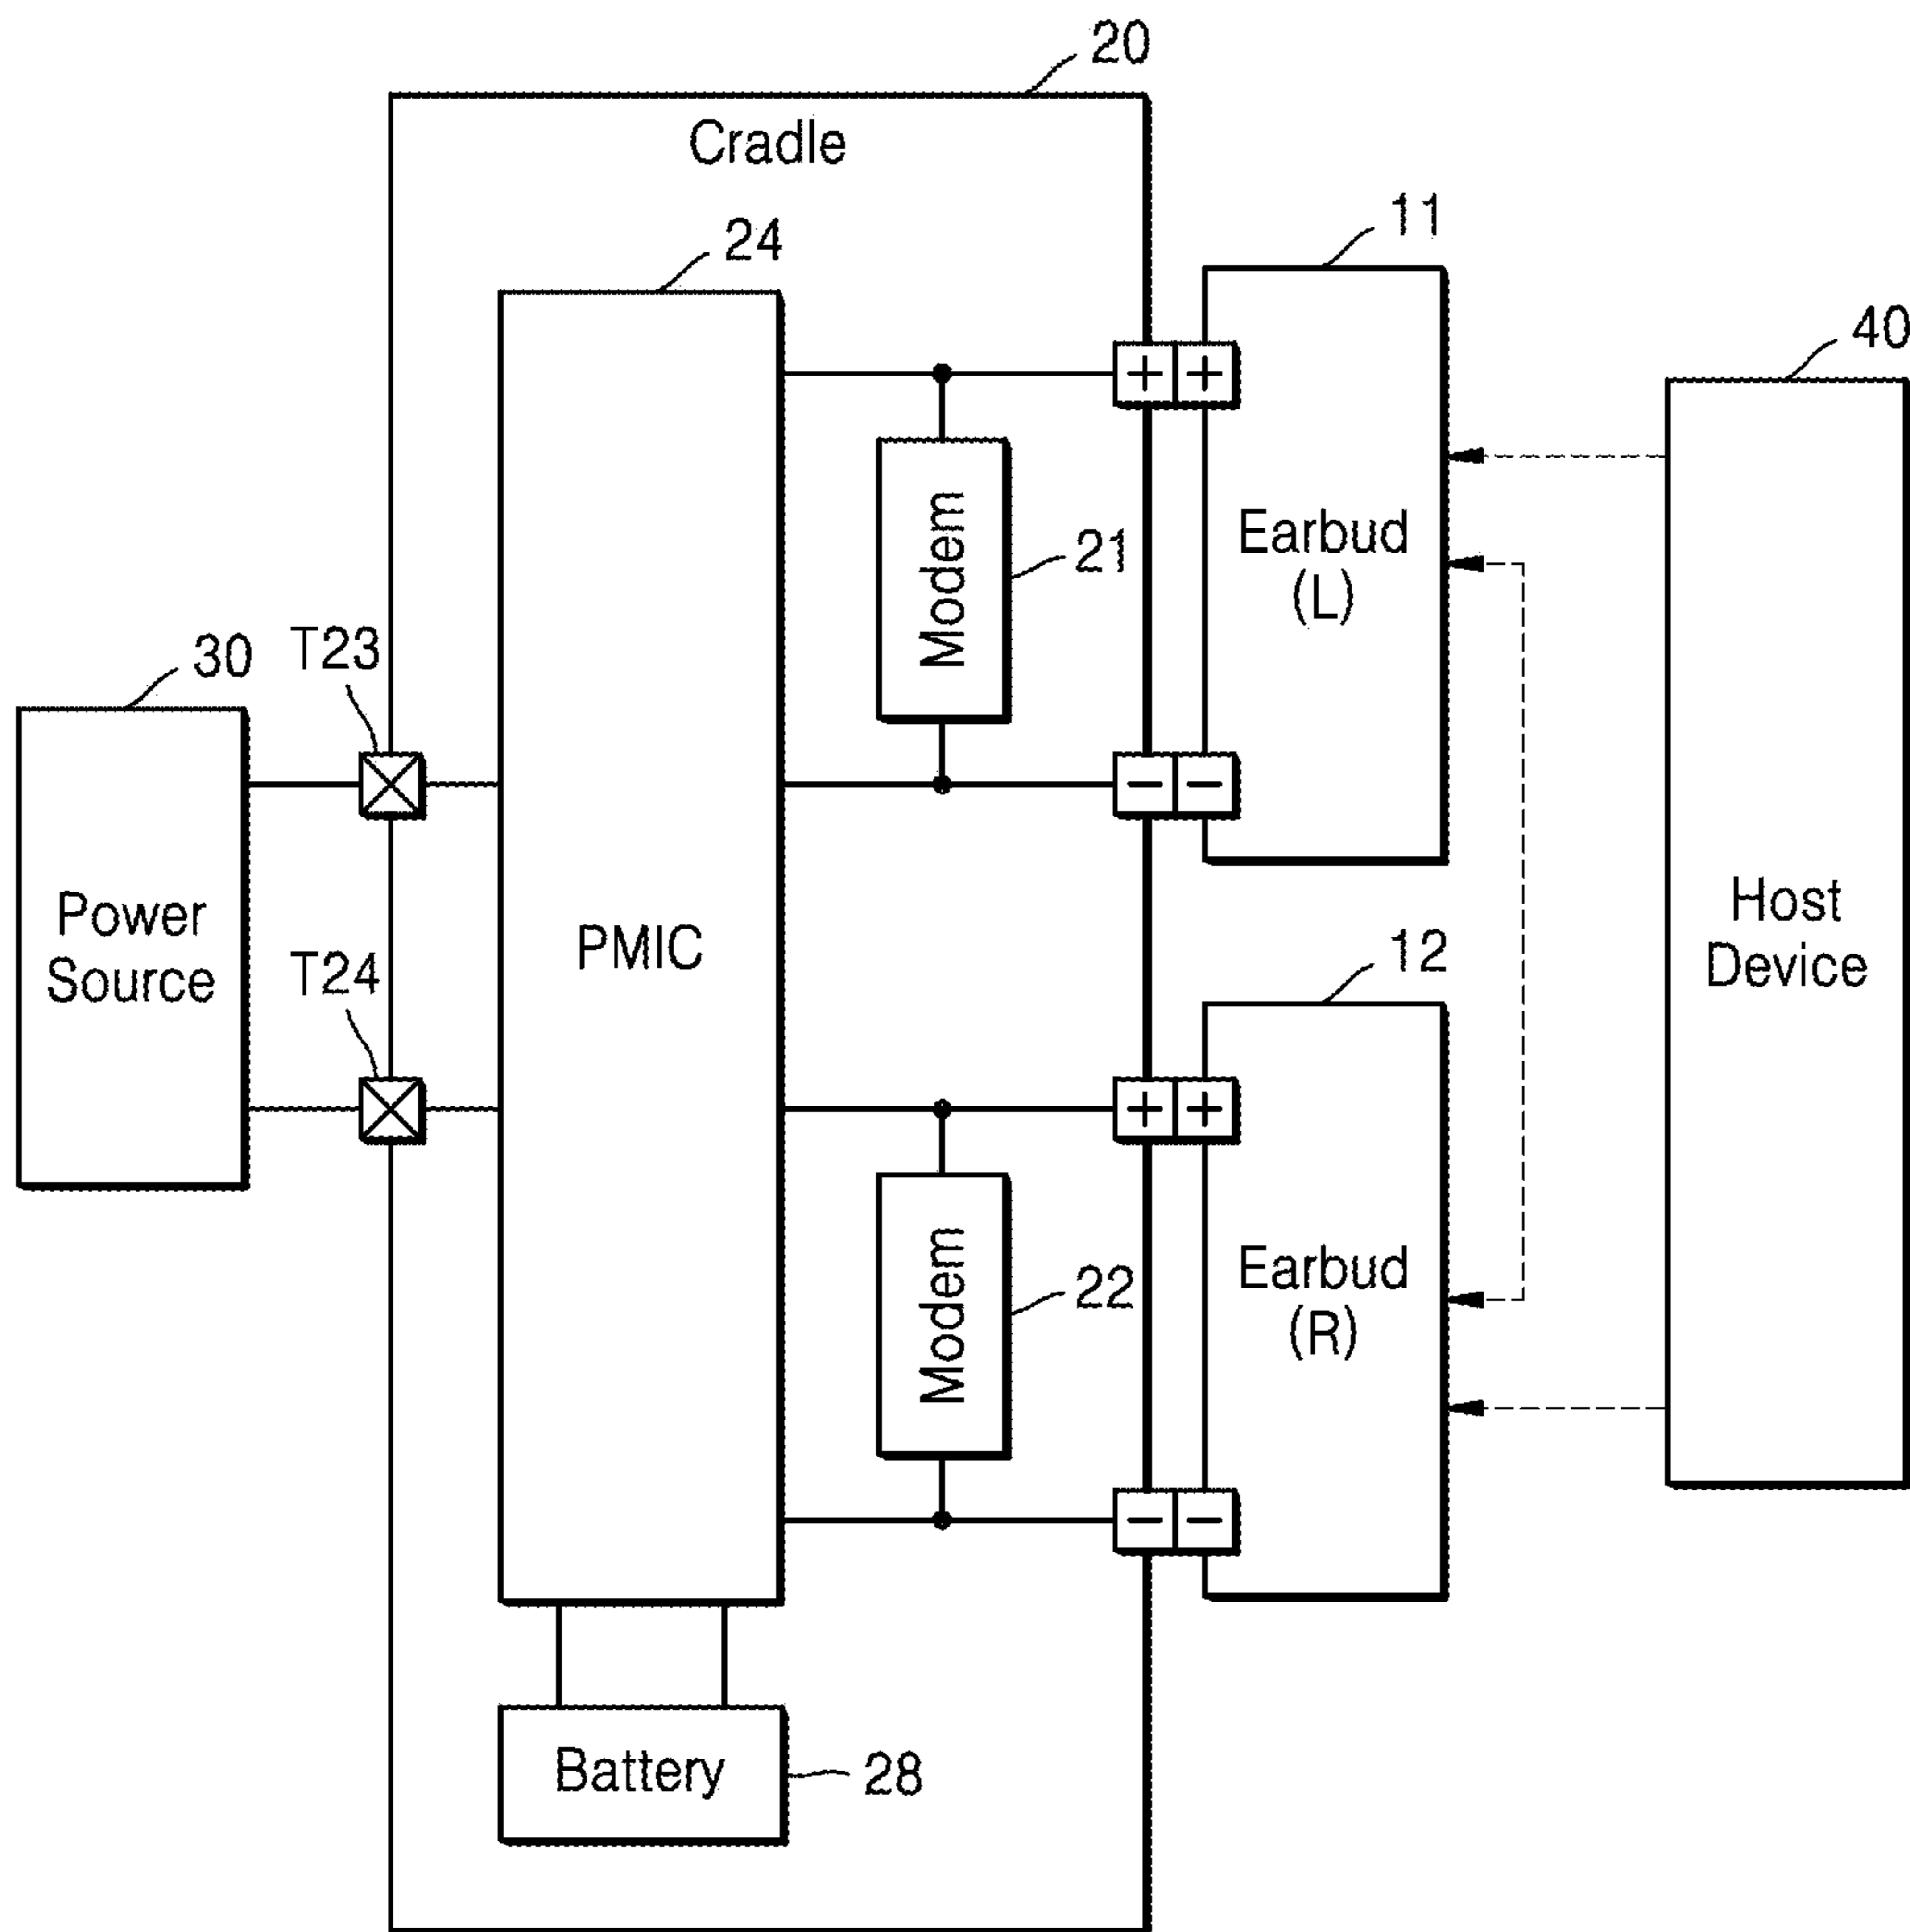 20
Cradle
11
24
40
+ +
Modem
21
Earbud
(L)
T23
30
- -
Power
Source
PMIC
Host
Device
T24
12
+ +
Modem
22
Earbud
(R)
- -
Battery
28